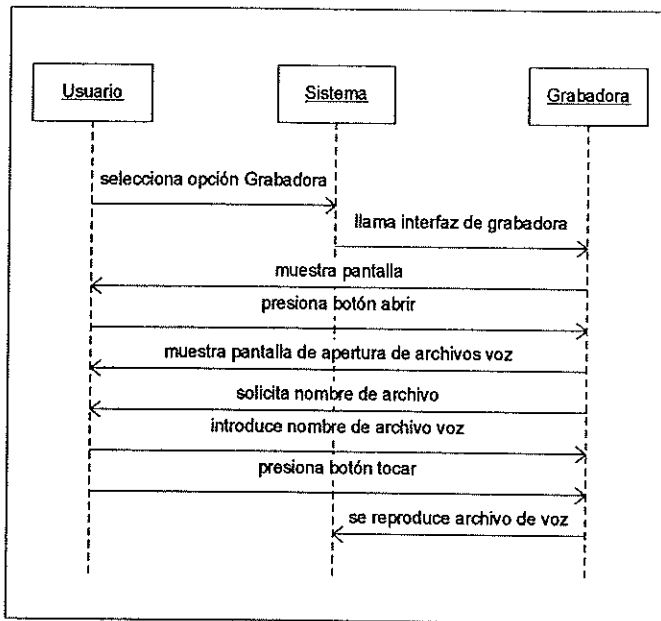 Usuario
Sistema
Grabadora
selecciona opción Grabadora
llama interfaz de grabadora
muestra pantalla
presiona botón abrir
muestra pantalla de apertura de archivos voz
solicita nombre de archivo
introduce nombre de archivo voz
presiona botón tocar
se reproduce archivo de voz